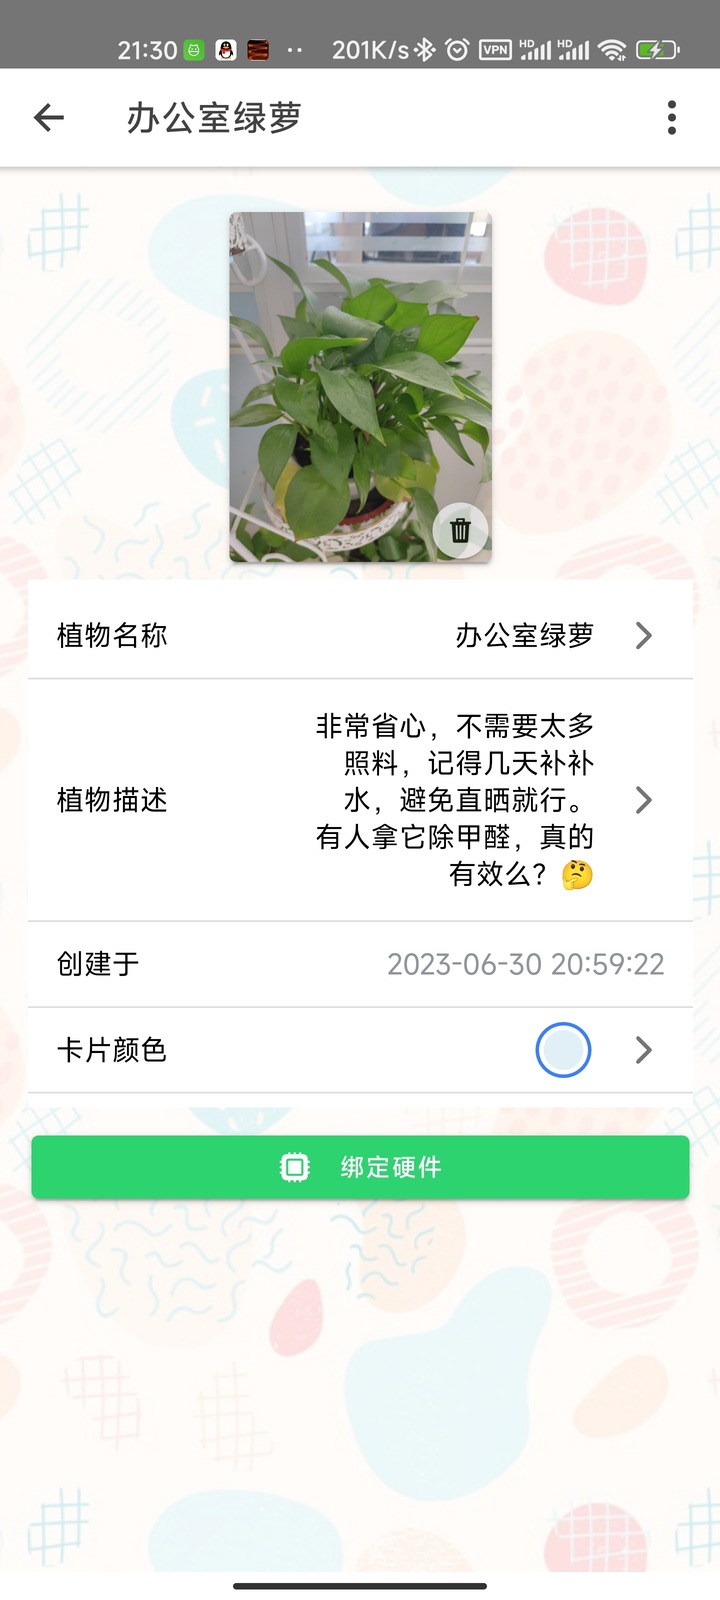 21:30 201K/s VPN HD HD
办公室绿萝
植物名称 办公室绿萝
植物描述
非常省心，不需要太多
照料，记得几天补补
水，避免直晒就行。
有人拿它除甲醛，真的
有效么？🤔
创建于 2023-06-30 20:59:22
卡片颜色
绑定硬件